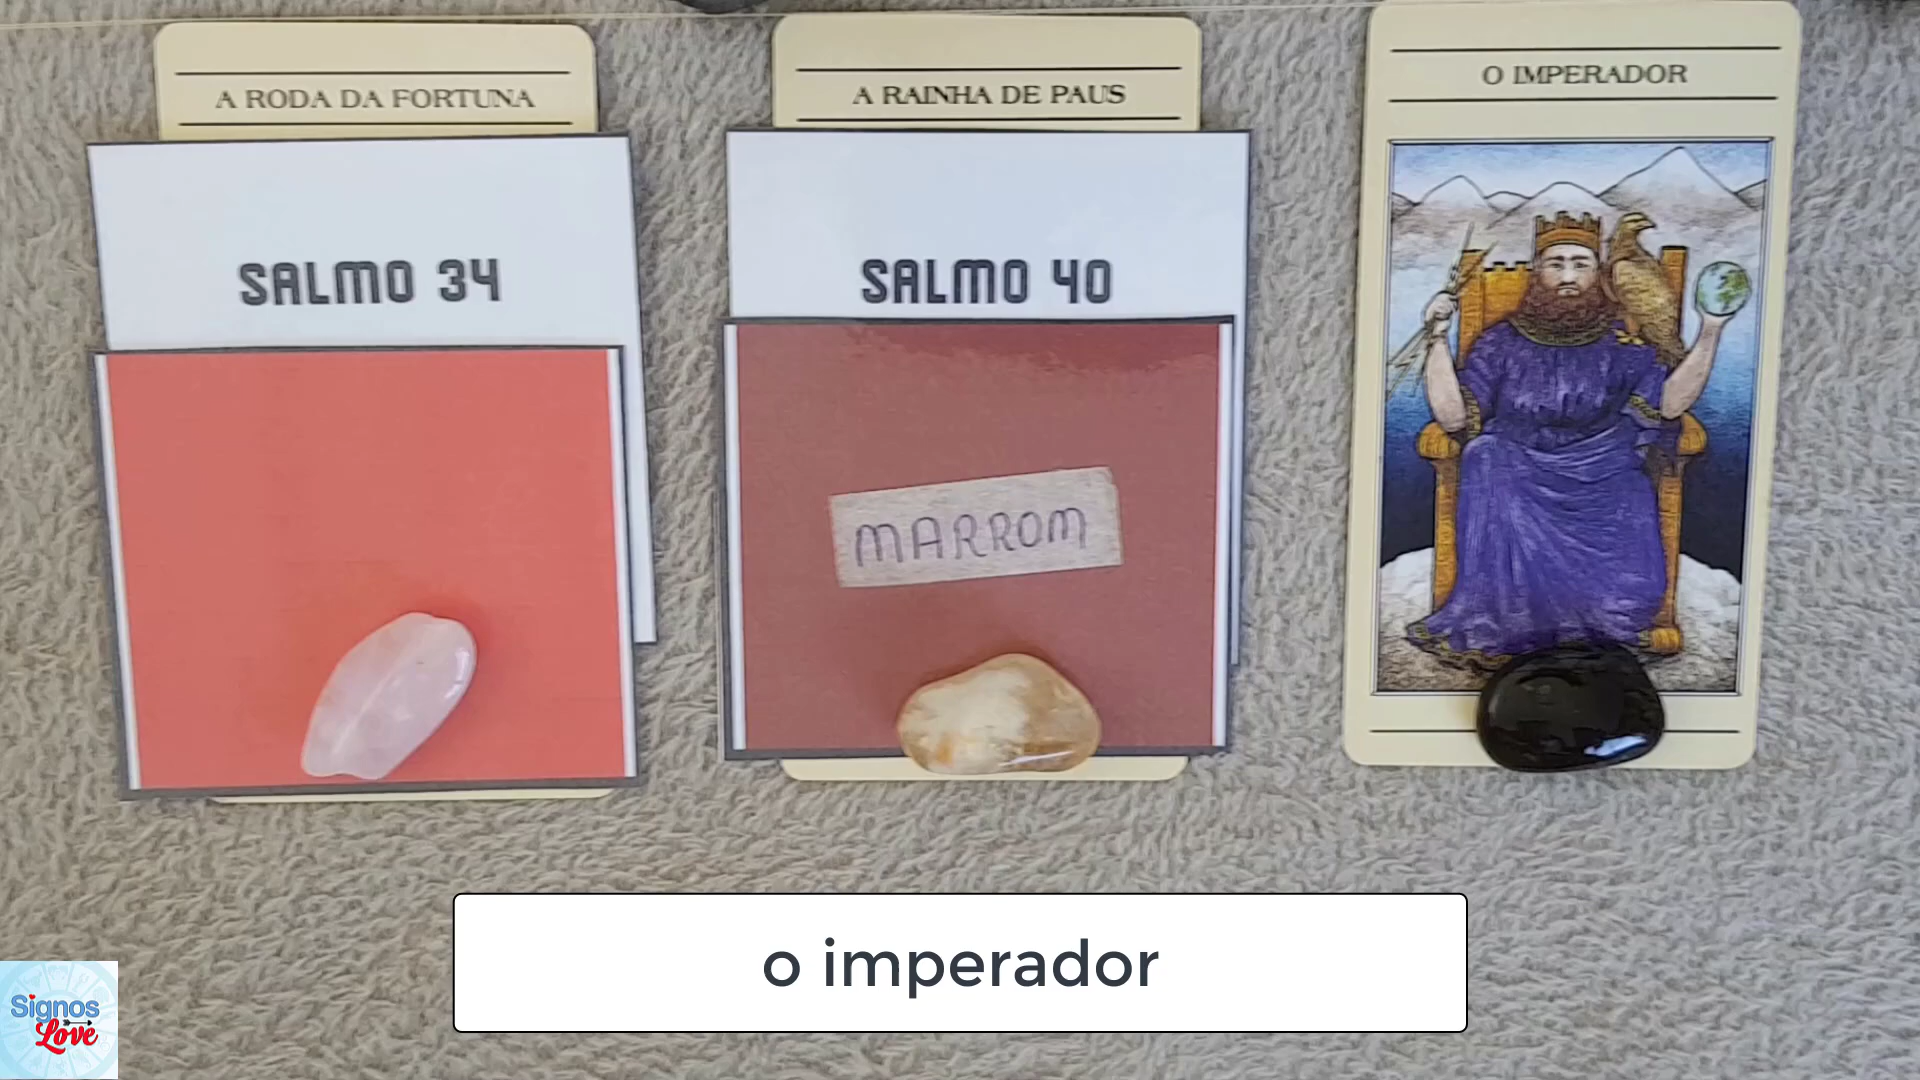 A RODA DA FORTUNA
SALMO 34
A RAINHA DE PAUS
SALMO 40
MARROM
O IMPERADOR
o imperador
Signos
Love